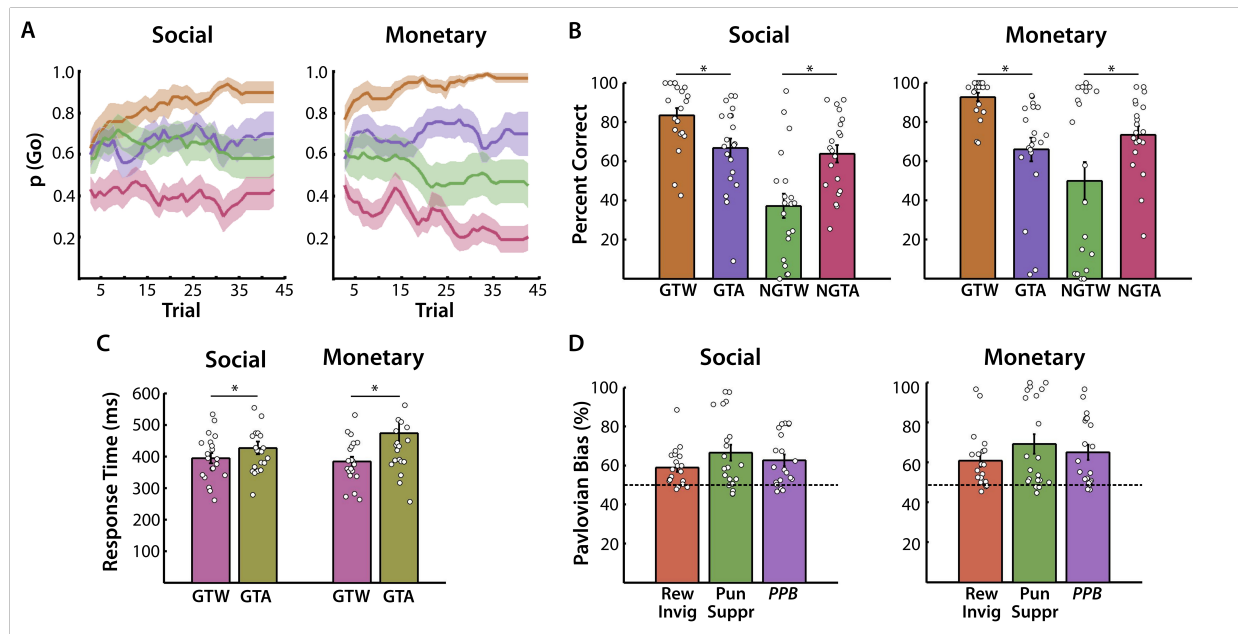 A
Social
Monetary
p (Go)
1.0
0.8
0.6
0.4
0.2
5
15
25
35
45
Trial
1.0
0.8
0.6
0.4
0.2
5
15
25
35
45
Trial
B
Social
Monetary
Percent Correct
100
80
60
40
20
* *
GTW GTA NGTW NGTA
100
80
60
40
20
* *
GTW GTA NGTW NGTA
C
Social
Monetary
Response Time (ms)
600
500
400
300
200
100
* *
GTW GTA
GTW GTA
D
Social
Monetary
Pavlovian Bias (%)
100
80
60
40
20
Rew Pun PPB
Invig Suppr
100
80
60
40
20
Rew Pun PPB
Invig Suppr